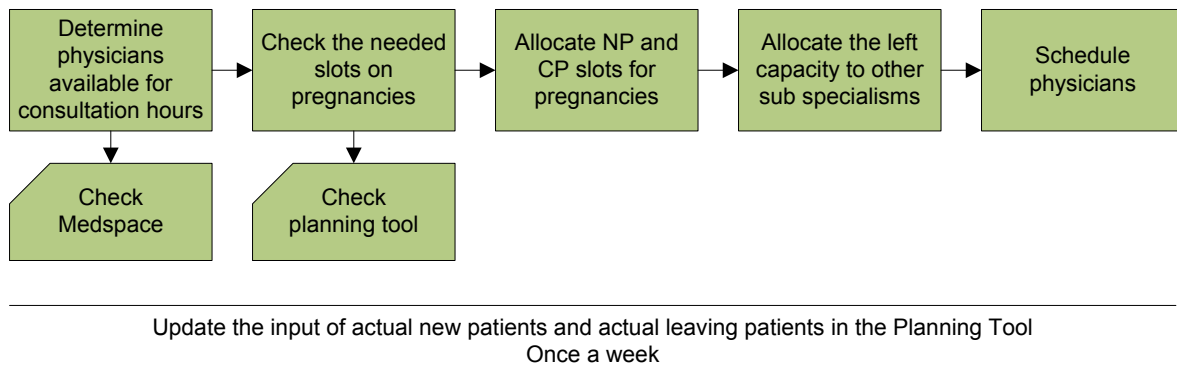 Determine
physicians
available for
consultation hours
Check the needed
slots on
pregnancies
Allocate NP and
CP slots for
pregnancies
Allocate the left
capacity to other
sub specialisms
Schedule
physicians
Check
Medspace
Check
planning tool
Update the input of actual new patients and actual leaving patients in the Planning Tool
Once a week